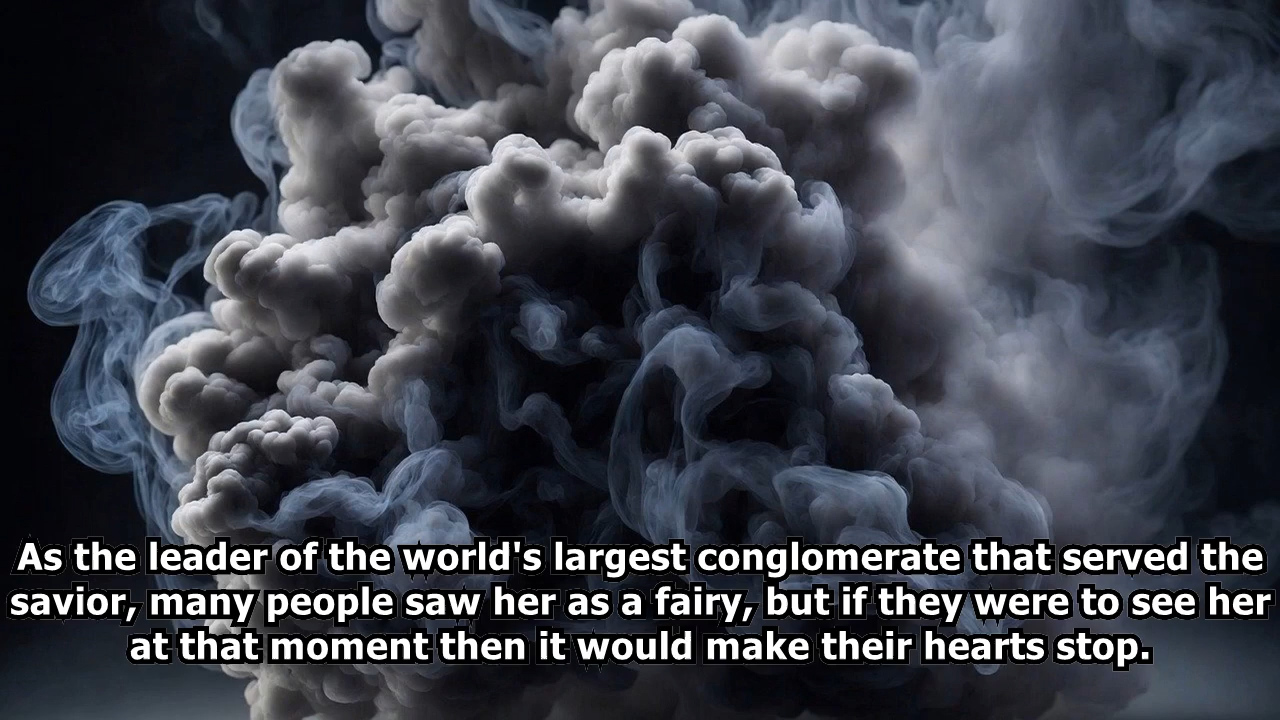 As the leader of the world's largest conglomerate that served the
savior, many people saw her as a fairy, but if they were to see her
at that moment then it would make their hearts stop.